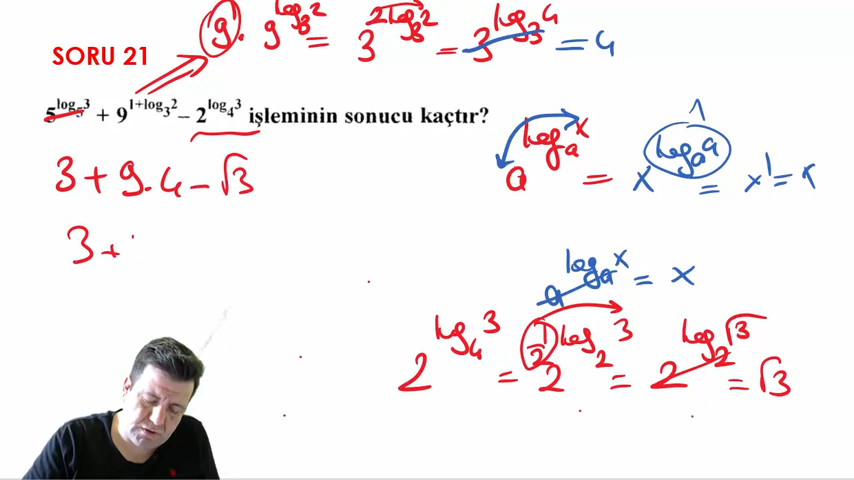 9 · 9^{log_3 2} = 3^{2log_3 2} = 3^{log_3 4} = 4
SORU 21
5^{log_5 3} + 9^{1+log_3 2} − 2^{log_4 3} işleminin sonucu kaçtır?
a^{log_a x} = x^{log_a a} = x^1 = x
1
3 + 9.4 − √3
3 +
a^{log_a x} = x
2^{log_4 3} = 2^{\frac{1}{2} log_2 3} = 2^{log_2 √3} = √3